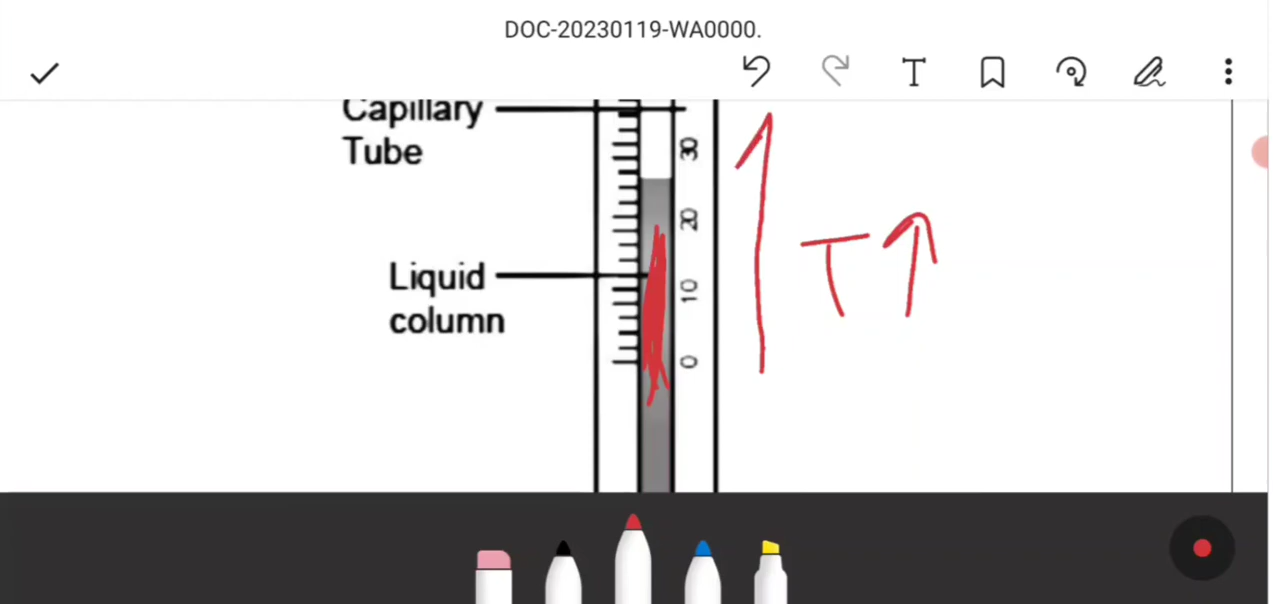 DOC-20230119-WA0000.
T
Capillary
Tube
30
20
T↑
Liquid
column
10
0